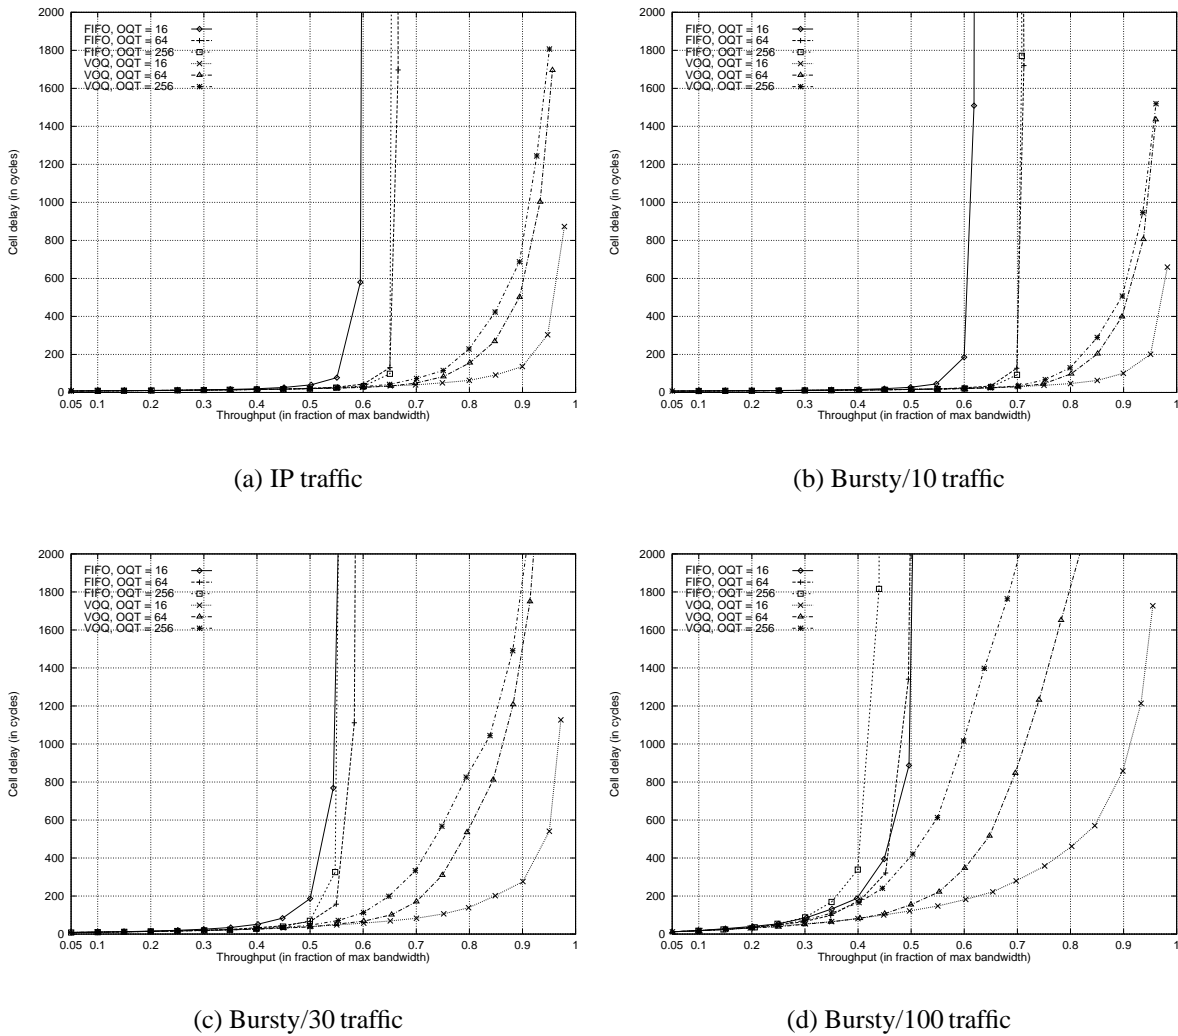 2000
1800
1600
1400
1200
1000
800
600
400
200
0
Cell delay (in cycles)
FIFO, OQT = 16
FIFO, OQT = 64
FIFO, OQT = 256
VOQ, OQT = 16
VOQ, OQT = 64
VOQ, OQT = 256
0.05 0.1 0.2 0.3 0.4 0.5 0.6 0.7 0.8 0.9 1
Throughput (in fraction of max bandwidth)
(a) IP traffic
2000
1800
1600
1400
1200
1000
800
600
400
200
0
Cell delay (in cycles)
FIFO, OQT = 16
FIFO, OQT = 64
FIFO, OQT = 256
VOQ, OQT = 16
VOQ, OQT = 64
VOQ, OQT = 256
0.05 0.1 0.2 0.3 0.4 0.5 0.6 0.7 0.8 0.9 1
Throughput (in fraction of max bandwidth)
(b) Bursty/10 traffic
2000
1800
1600
1400
1200
1000
800
600
400
200
0
Cell delay (in cycles)
FIFO, OQT = 16
FIFO, OQT = 64
FIFO, OQT = 256
VOQ, OQT = 16
VOQ, OQT = 64
VOQ, OQT = 256
0.05 0.1 0.2 0.3 0.4 0.5 0.6 0.7 0.8 0.9 1
Throughput (in fraction of max bandwidth)
(c) Bursty/30 traffic
2000
1800
1600
1400
1200
1000
800
600
400
200
0
Cell delay (in cycles)
FIFO, OQT = 16
FIFO, OQT = 64
FIFO, OQT = 256
VOQ, OQT = 16
VOQ, OQT = 64
VOQ, OQT = 256
0.05 0.1 0.2 0.3 0.4 0.5 0.6 0.7 0.8 0.9 1
Throughput (in fraction of max bandwidth)
(d) Bursty/100 traffic